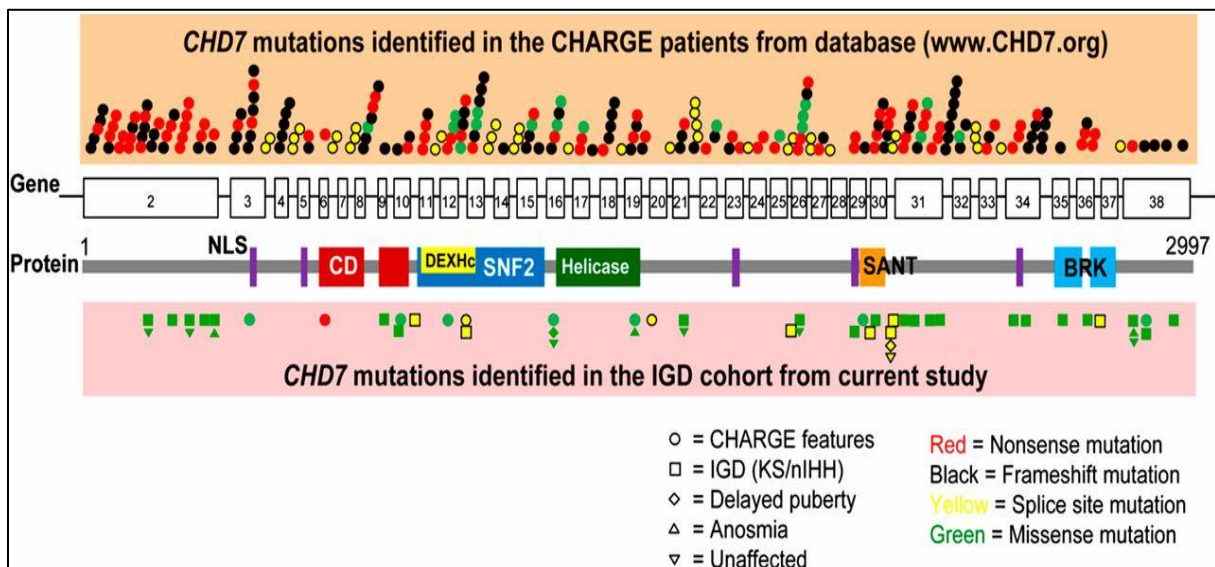 CHD7 mutations identified in the CHARGE patients from database (www.CHD7.org)
Gene
2 3 4 5 6 7 8 9 10 11 12 13 14 15 16 17 18 19 20 21 22 23 24 25 26 27 28 29 30 31 32 33 34 35 36 37 38
1 NLS 2997
Protein CD DEXHc SNF2 Helicase SANT BRK
CHD7 mutations identified in the IGD cohort from current study
= CHARGE features
= IGD (KS/nIHH)
= Delayed puberty
= Anosmia
= Unaffected
Red = Nonsense mutation
Black = Frameshift mutation
Yellow = Splice site mutation
Green = Missense mutation